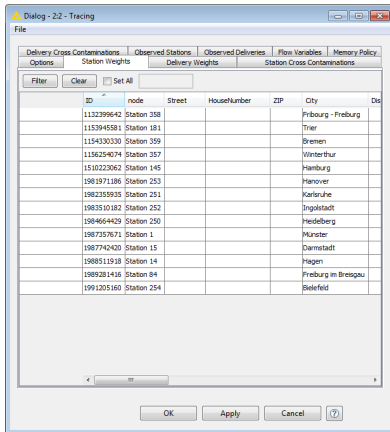 Dialog - 2:2 - Tracing
File
Delivery Cross Contaminations Observed Stations Observed Deliveries Flow Variables Memory Policy
Options Station Weights Delivery Weights Station Cross Contaminations
Filter Clear Set All
ID node Street HouseNumber ZIP City Dis
1132399642 Station 358 Fribourg - Freiburg
1153945581 Station 181 Trier
1154330330 Station 359 Bremen
1156254074 Station 357 Winterthur
1510223062 Station 145 Hamburg
1981971186 Station 253 Hanover
1982355935 Station 251 Karlsruhe
1983510182 Station 252 Ingolstadt
1984664429 Station 250 Heidelberg
1987357671 Station 1 Münster
1987742420 Station 15 Darmstadt
1988511918 Station 14 Hagen
1989281416 Station 84 Freiburg im Breisgau
1991205160 Station 254 Bielefeld
OK Apply Cancel ?